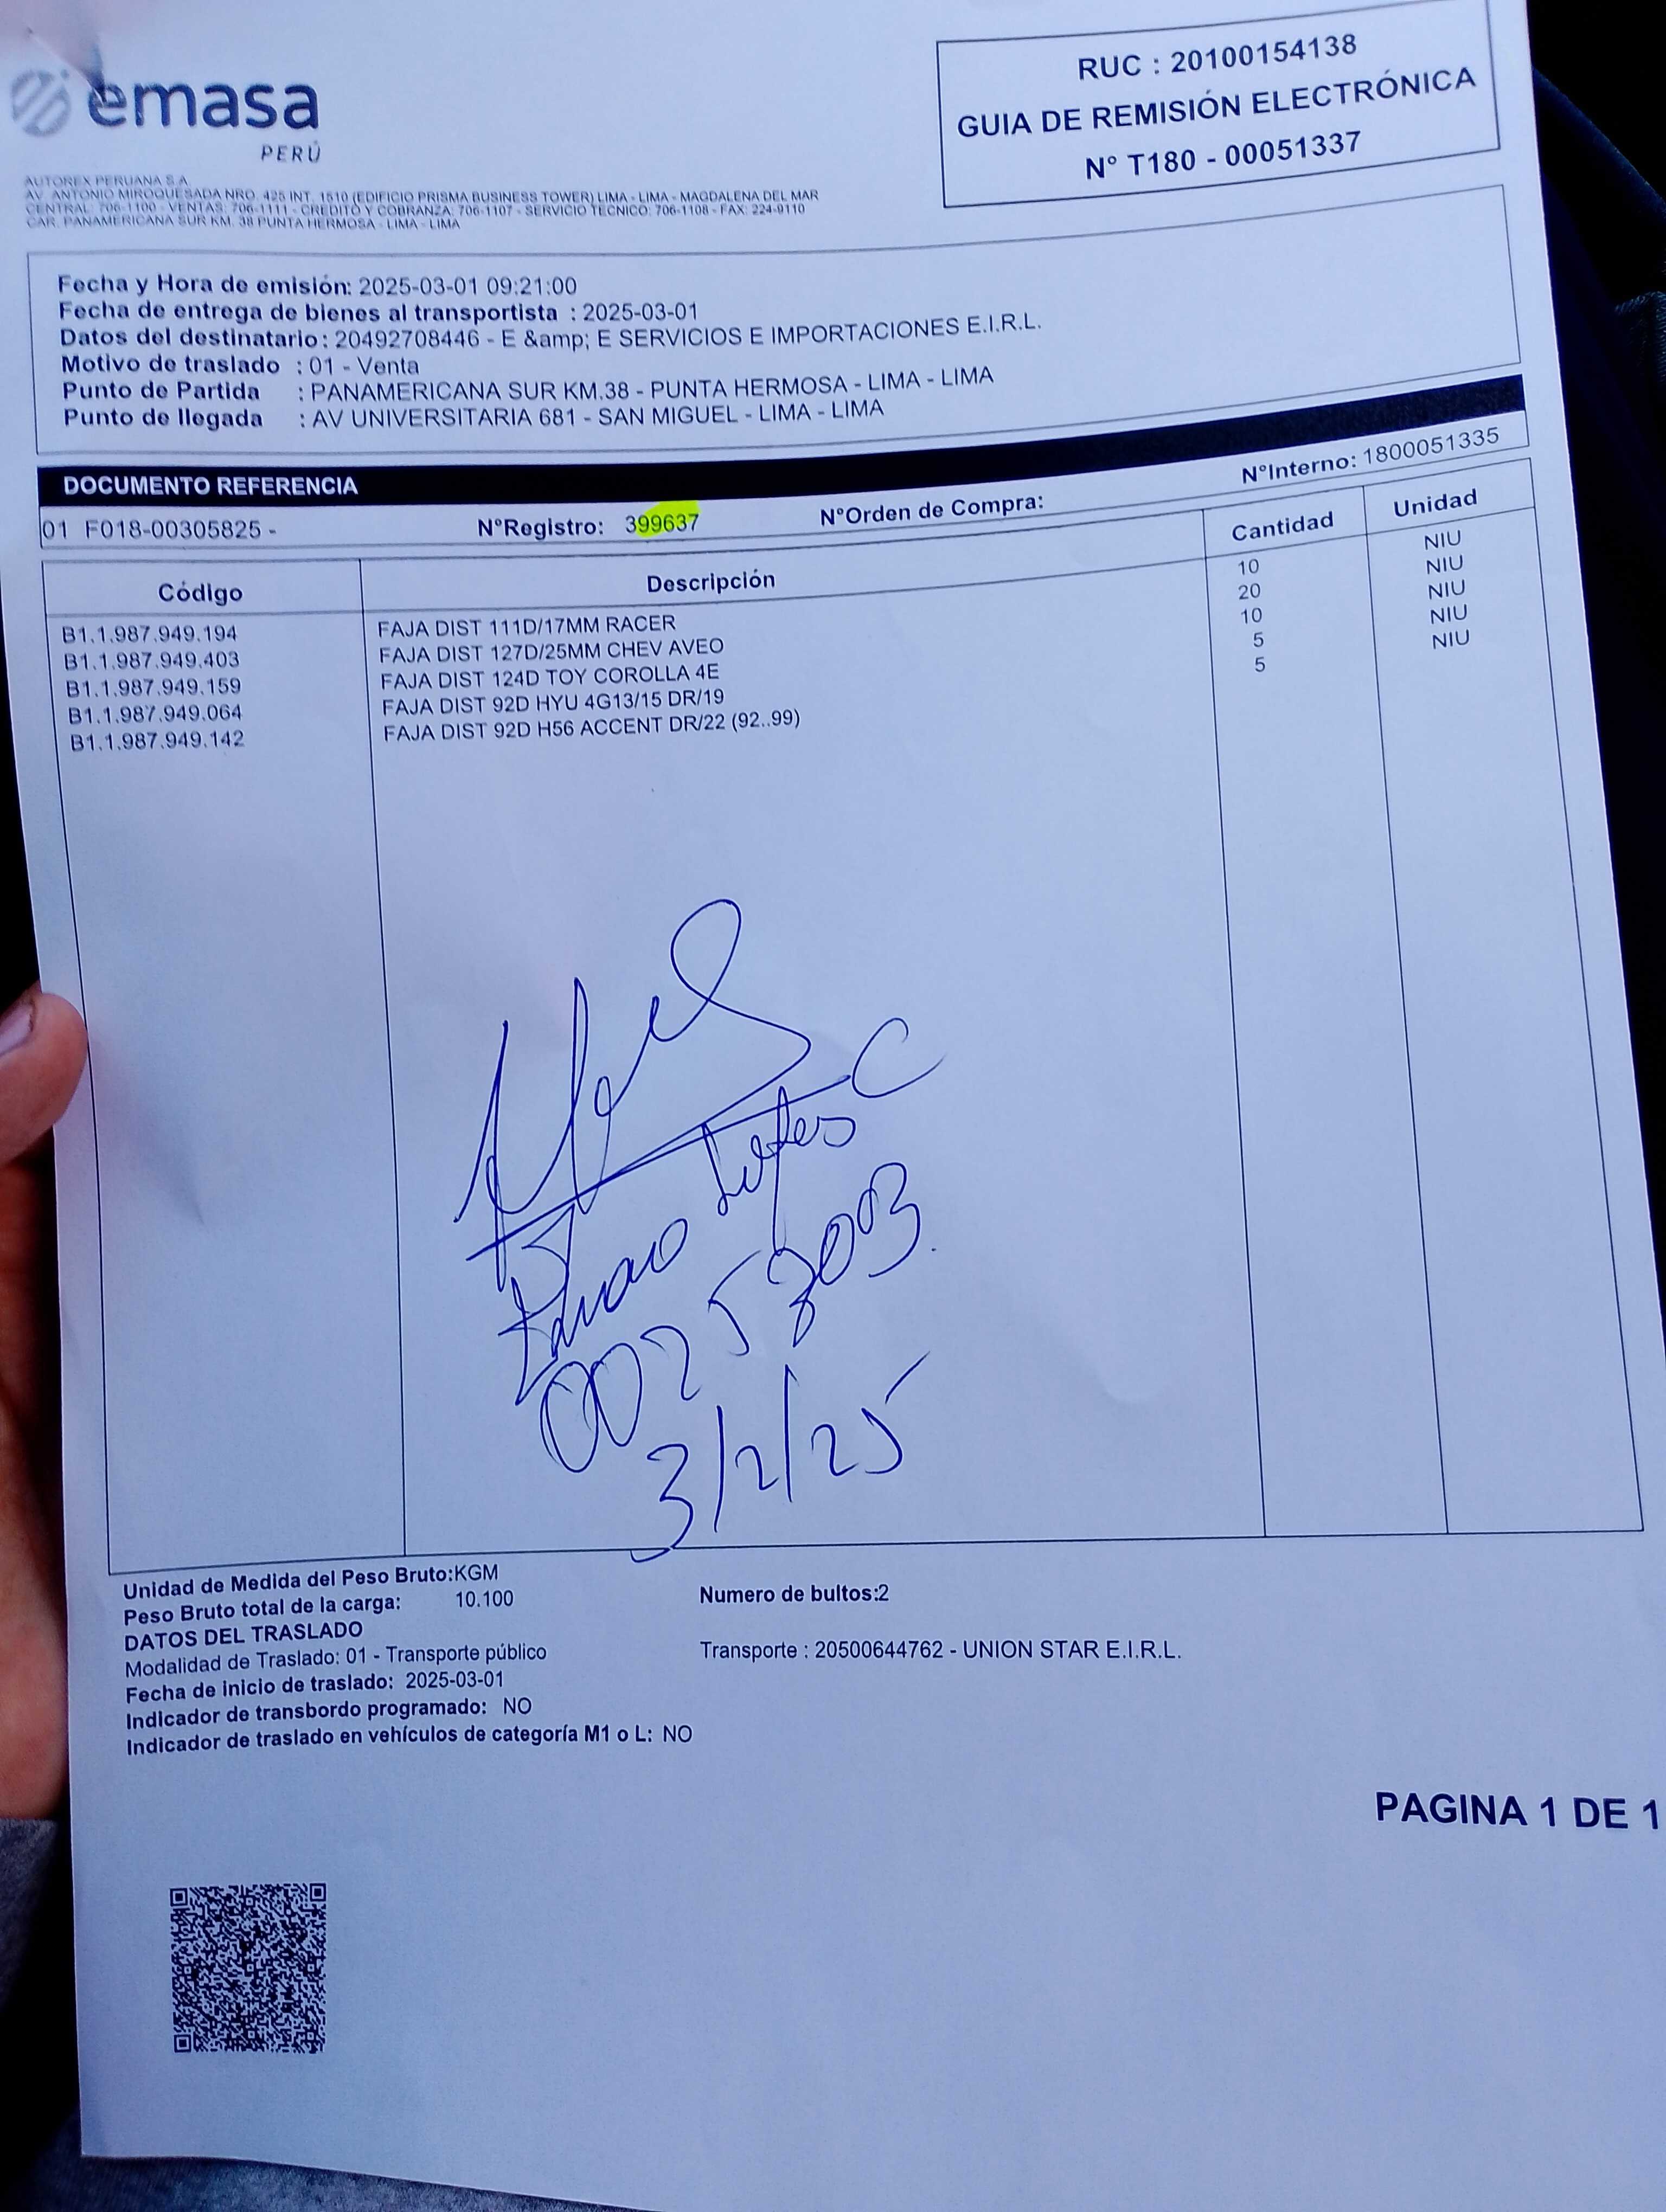 emasa
PERÚ
RUC : 20100154138
GUIA DE REMISIÓN ELECTRÓNICA
N° T180 - 00051337
AUTOREX PERUANA S.A.
AV. ANTONIO MIROQUESADA NRO. 425 INT. 1510 (EDIFICIO PRISMA BUSINESS TOWER) LIMA - LIMA - MAGDALENA DEL MAR
CENTRAL: 706-1100 - VENTAS: 706-1111 - CREDITO Y COBRANZA: 706-1107 - SERVICIO TECNICO: 706-1108 - FAX: 224-9110
CAR. PANAMERICANA SUR KM. 38 PUNTA HERMOSA - LIMA - LIMA
Fecha y Hora de emisión: 2025-03-01 09:21:00
Fecha de entrega de bienes al transportista : 2025-03-01
Datos del destinatario : 20492708446 - E &amp; E SERVICIOS E IMPORTACIONES E.I.R.L.
Motivo de traslado : 01 - Venta
Punto de Partida : PANAMERICANA SUR KM.38 - PUNTA HERMOSA - LIMA - LIMA
Punto de llegada : AV UNIVERSITARIA 681 - SAN MIGUEL - LIMA - LIMA
DOCUMENTO REFERENCIA
01 F018-00305825 - N°Registro: 399637 N°Orden de Compra: N°Interno: 1800051335
Código Descripción Cantidad Unidad
B1.1.987.949.194 FAJA DIST 111D/17MM RACER 10 NIU
B1.1.987.949.403 FAJA DIST 127D/25MM CHEV AVEO 20 NIU
B1.1.987.949.159 FAJA DIST 124D TOY COROLLA 4E 10 NIU
B1.1.987.949.064 FAJA DIST 92D HYU 4G13/15 DR/19 5 NIU
B1.1.987.949.142 FAJA DIST 92D H56 ACCENT DR/22 (92..99) 5 NIU
3/2/25
Unidad de Medida del Peso Bruto:KGM
Peso Bruto total de la carga: 10.100 Numero de bultos:2
DATOS DEL TRASLADO
Modalidad de Traslado: 01 - Transporte público Transporte : 20500644762 - UNION STAR E.I.R.L.
Fecha de inicio de traslado: 2025-03-01
Indicador de transbordo programado: NO
Indicador de traslado en vehículos de categoría M1 o L: NO
PAGINA 1 DE 1